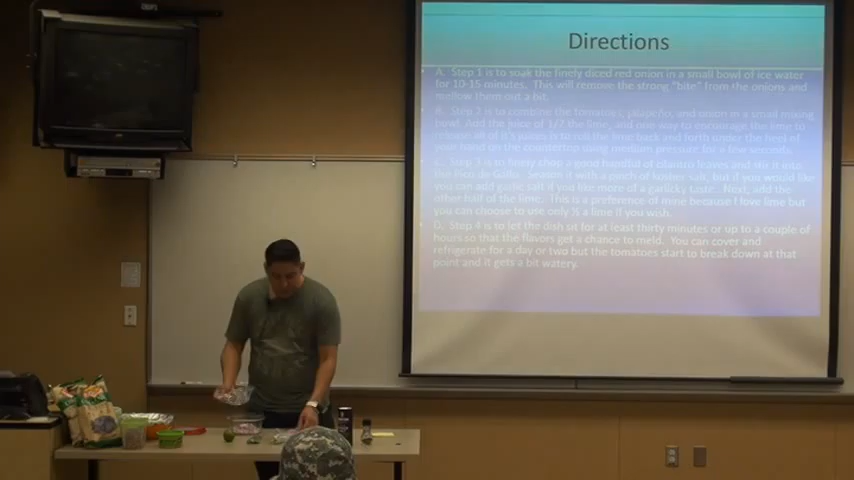 Directions
A. Step 1 is to soak the finely diced red onion in a small bowl of ice water
for 10-15 minutes. This will remove the strong "bite" from the onions and
mellow them out a bit.
B. Step 2 is to combine the tomatoes, jalapeño, and onion in a small mixing
bowl. Add the juice of 1/2 the lime, and one way to encourage the lime to
release all of it's juice is to rock the lime back and forth under the heel of
your hand on the countertop using medium pressure for a few seconds.
C. Step 3 is to finely chop a good handful of cilantro leaves and stir it into
the Pico de Gallo. Season it with a pinch of kosher salt, but if you would like
you can add garlic salt if you like more of a garlicky taste. Next, add the
other half of the lime. This is a preference of mine because I love lime but
you can choose to use only ½ a lime if you wish.
D. Step 4 is to let the dish sit for at least thirty minutes or up to a couple of
hours so that the flavors get a chance to meld. You can cover and
refrigerate for a day or two but the tomatoes start to break down at that
point and it gets a bit watery.